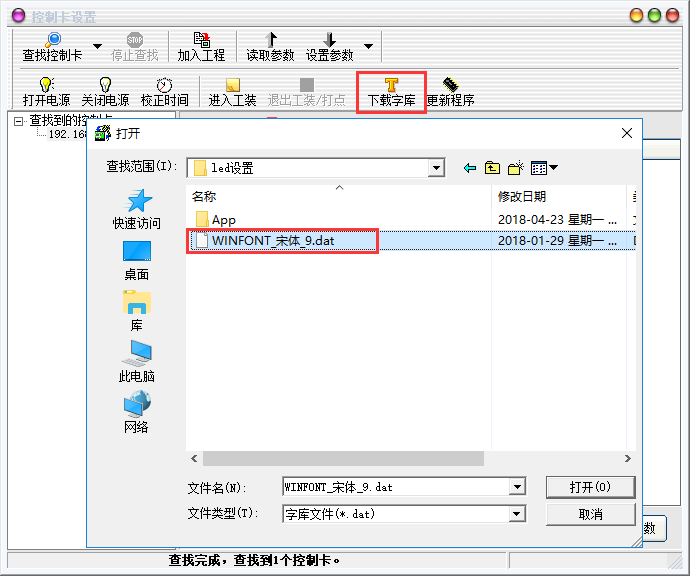 控制卡设置
查找控制卡 停止查找 加入工程 读取参数 设置参数
打开电源 关闭电源 校正时间 进入工装 退出工装/打点 下载字库 更新程序
查找到的控制卡
192.168
打开
查找范围(I): led设置
名称 修改日期
App 2018-04-23 星期一 ...
WINFONT_宋体_9.dat 2018-01-29 星期一 ...
快速访问
桌面
库
此电脑
网络
文件名(N): WINFONT_宋体_9.dat 打开(O)
文件类型(T): 字库文件(*.dat) 取消
数
查找完成，查找到1个控制卡。